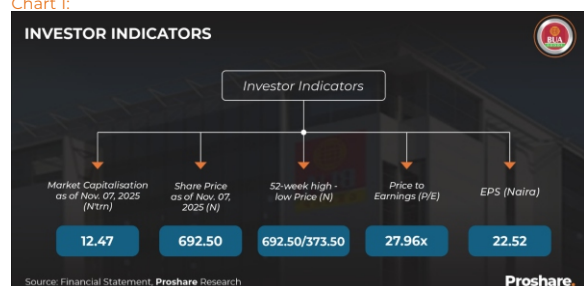 Chart 1:
INVESTOR INDICATORS
BUA
Investor Indicators
Market Capitalisation
as of Nov. 07, 2025
(N'trn)
Share Price
as of Nov. 07,
2025 (N)
52-week high -
low Price (N)
Price to
Earnings (P/E)
EPS (Naira)
12.47
692.50
692.50/373.50
27.96x
22.52
Source: Financial Statement, Proshare Research
Proshare.